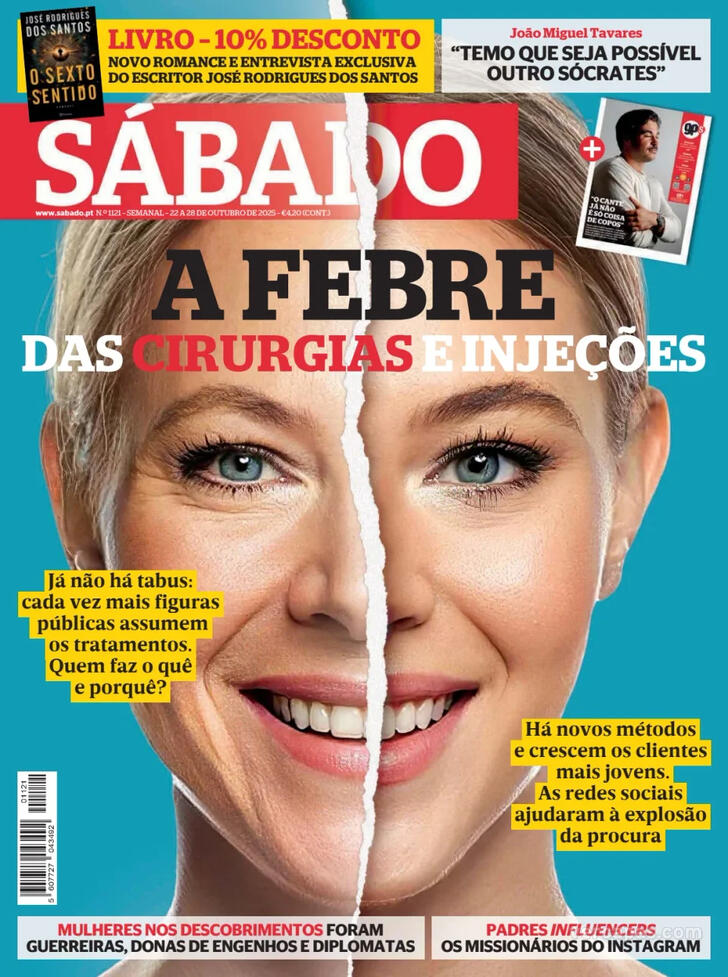 JOSÉ RODRIGUES
DOS SANTOS
O SEXTO
SENTIDO
LIVRO – 10% DESCONTO
NOVO ROMANCE E ENTREVISTA EXCLUSIVA
DO ESCRITOR JOSÉ RODRIGUES DOS SANTOS
João Miguel Tavares
“TEMO QUE SEJA POSSÍVEL
OUTRO SÓCRATES”
SÁBADO
www.sabado.pt N.º 1121 – SEMANAL – 22 A 28 DE OUTUBRO DE 2025 – €4,20 (CONT.)
+
gps
"O CANTE
JÁ NÃO
É SÓ COISA
DE COPOS"
A FEBRE
DAS CIRURGIAS E INJEÇÕES
Já não há tabus:
cada vez mais figuras
públicas assumem
os tratamentos.
Quem faz o quê
e porquê?
Há novos métodos
e crescem os clientes
mais jovens.
As redes sociais
ajudaram à explosão
da procura
01121
5 607727 043492
MULHERES NOS DESCOBRIMENTOS FORAM
GUERREIRAS, DONAS DE ENGENHOS E DIPLOMATAS
PADRES INFLUENCERS
OS MISSIONÁRIOS DO INSTAGRAM